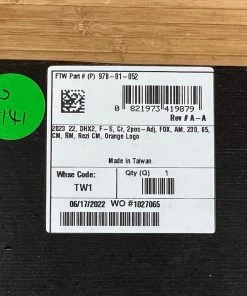 FTW Part # (P) 978-01-052
0 821973 419879
Rev # A-A
2023 22, DHX2, F-S, Cr, 2pos-Adj, FOX, AM, 230, 65,
CM, RM, Rezi CM, Orange Logo
Made in Taiwan
Whse Code:
TW1
Qty (Q) 1
06/17/2022 WO #1027065